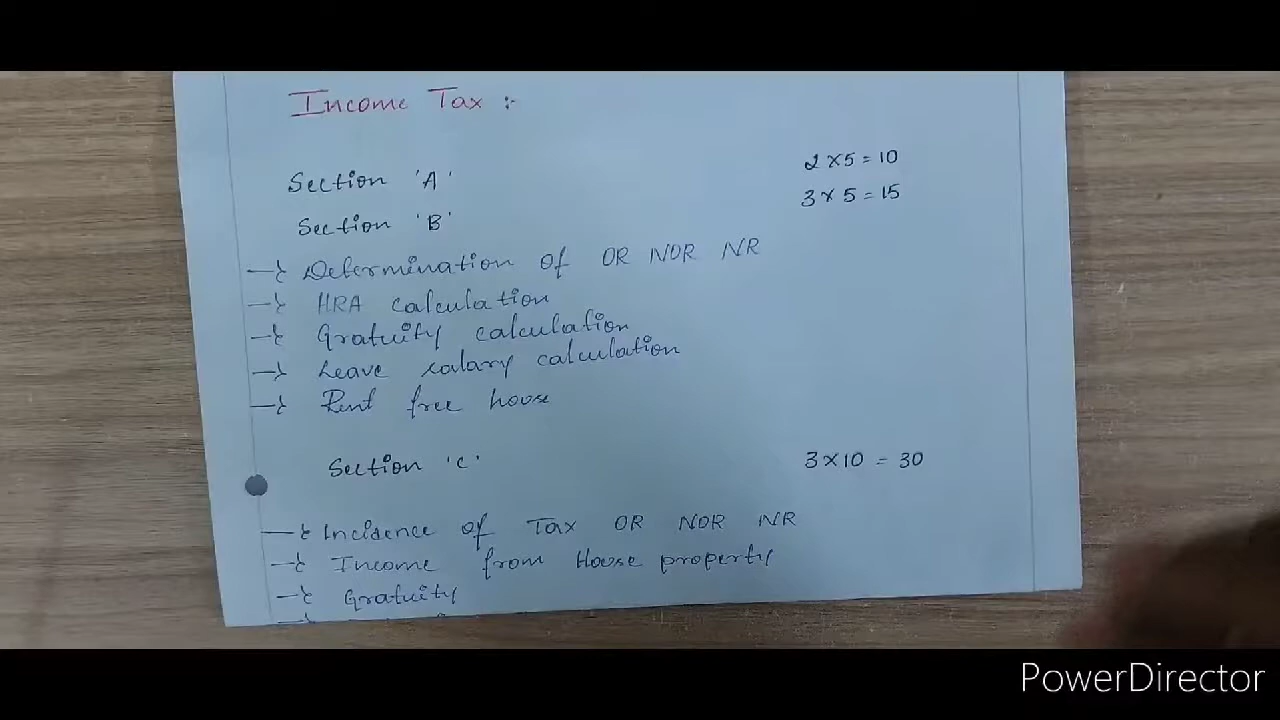 Income Tax :-
Section 'A' 2 x 5 = 10
Section 'B' 3 x 5 = 15
Determination of OR NOR NR
HRA calculation
Gratuity calculation
Leave salary calculation
Rent free house
Section 'C' 3 x 10 = 30
Incidence of Tax OR NOR NR
Income from House property
Gratuity
PowerDirector